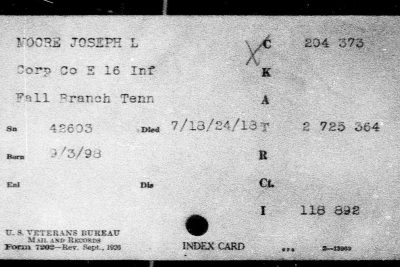 MOORE JOSEPH L C 204 373
Corp Co E 16 Inf K
Fall Branch Tenn A
Sn 42603 Died 7/18/24/18 T 2 725 364
Born 9/3/98 R
Enl Dis Ct.
I 118 892
U. S. VETERANS BUREAU
MAIL AND RECORDS
Form 7202—Rev. Sept., 1926 INDEX CARD